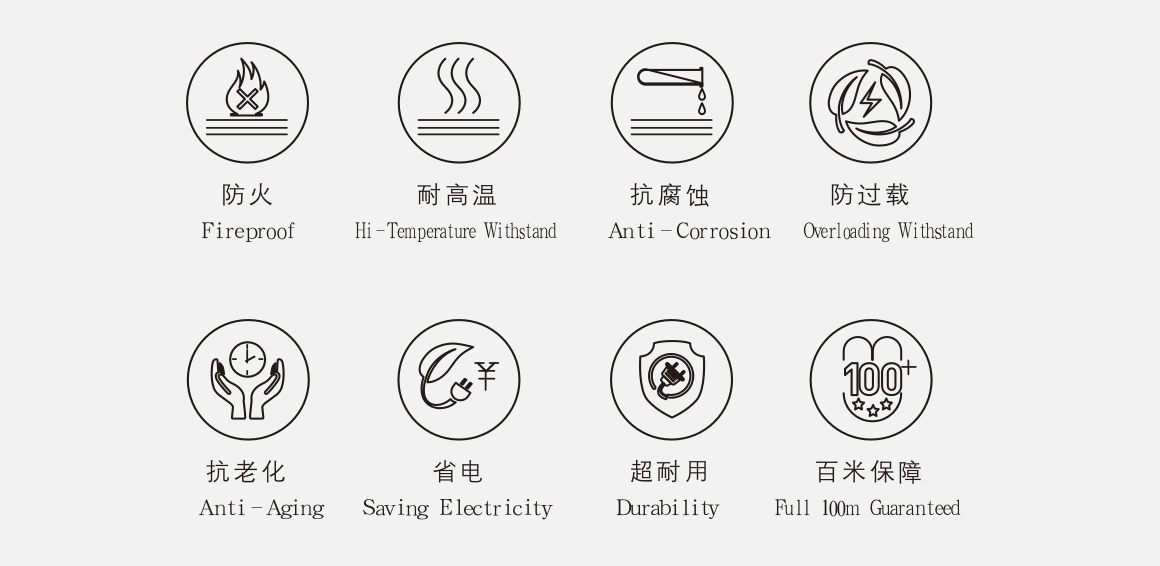 防火 耐高温 抗腐蚀 防过载
Fireproof Hi-Temperature Withstand Anti-Corrosion Overloading Withstand
¥ 100+
抗老化 省电 超耐用 百米保障
Anti-Aging Saving Electricity Durability Full 100m Guaranteed